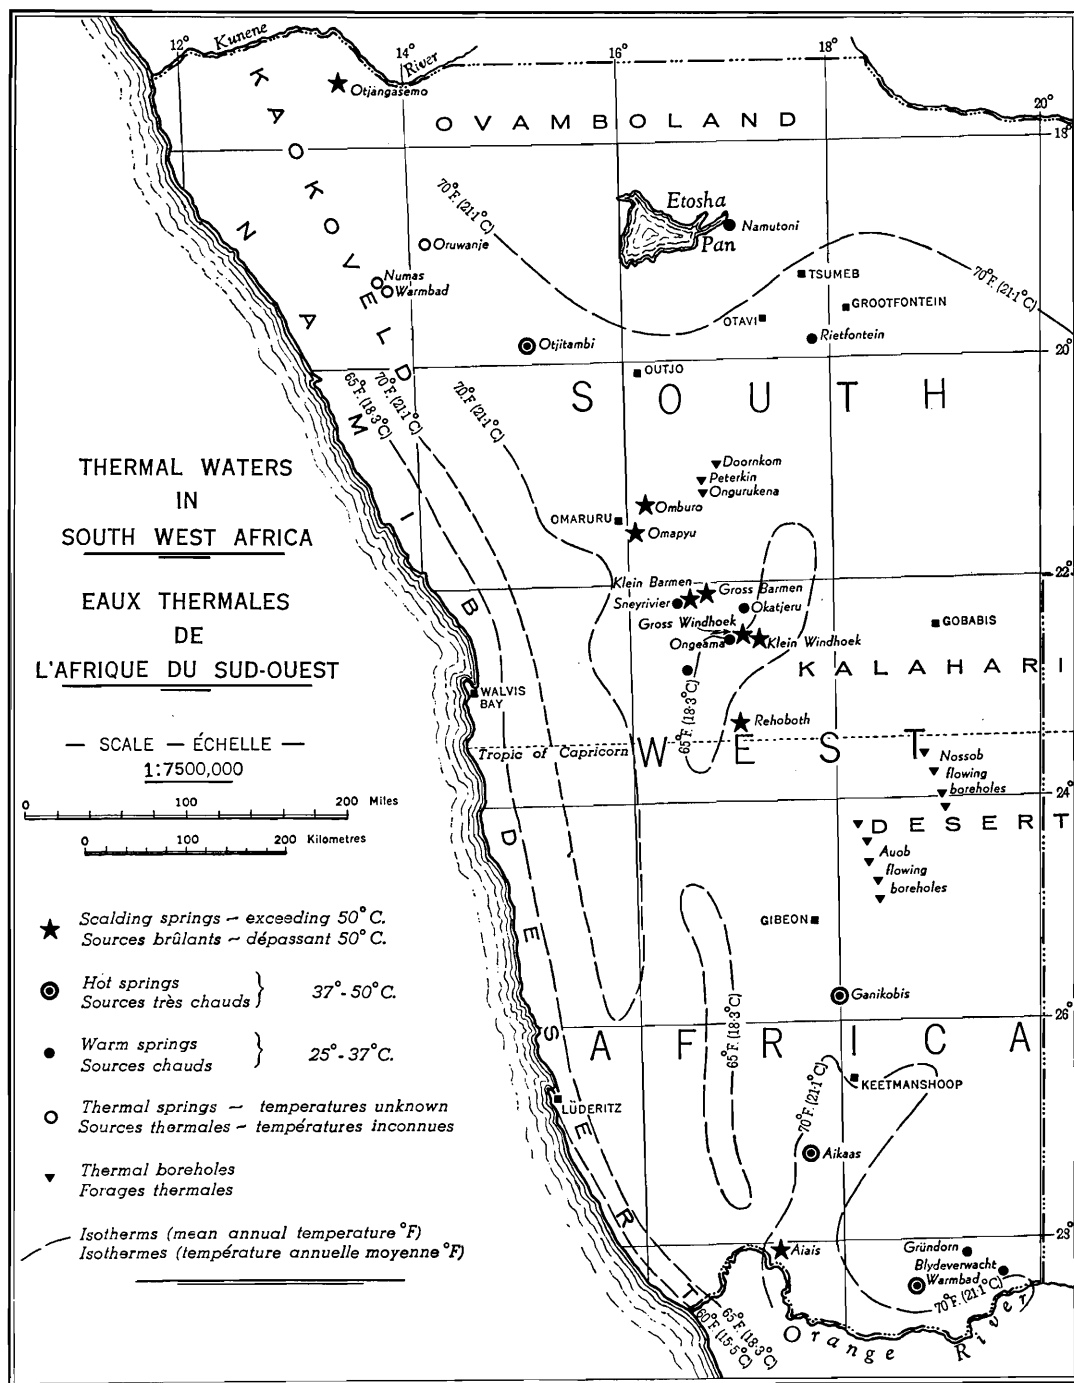 12°
14°
16°
18°
20°
Kunene
River
Otjangasemo
KAOKOVELD
OVAMBOLAND
18°
70°F. (21·1°C)
Etosha
Pan
Namutoni
Oruwanje
Numas
Warmbad
70°F. (21·1°C)
TSUMEB
GROOTFONTEIN
OTAVI
Rietfontein
Otjitambi
20°
OUTJO
NAMIB DESERT
65°F. (18·3°C)
70°F. (21·1°C)
70°.F (21·1°C)
SOUTH
Doornkom
Peterkin
Ongurukena
Omburo
OMARURU
Omapyu
THERMAL WATERS
IN
SOUTH WEST AFRICA
EAUX THERMALES
DE
L'AFRIQUE DU SUD-OUEST
22°
Klein Barmen
Gross Barmen
Sneyrivier
Okatjeru
Gross Windhoek
Ongeama
Klein Windhoek
GOBABIS
KALAHARI
65°F. (18·3°C)
WALVIS
BAY
Rehoboth
Tropic of Capricorn
WEST
Nossob
flowing
boreholes
24°
DESERT
Auob
flowing
boreholes
— SCALE — ÉCHELLE —
1:7500,000
0 100 200 Miles
0 100 200 Kilometres
GIBEON
Ganikobis
26°
AFRICA
65°F. (18·3°C)
KEETMANSHOOP
70°F. (21·1°C)
LÜDERITZ
Aikaas
28°
Aiais
Gründorn
Blydeverwacht
Warmbad
70°F. (21·1°C)
65°F. (18·3°C)
60°F (15·5°C)
Orange River
Scalding springs – exceeding 50°C.
Sources brûlants – dépassant 50°C.
Hot springs
Sources très chauds } 37°-50°C.
Warm springs
Sources chauds } 25°-37°C.
Thermal springs – temperatures unknown
Sources thermales – températures inconnues
Thermal boreholes
Forages thermales
Isotherms (mean annual temperature °F)
Isothermes (température annuelle moyenne °F)